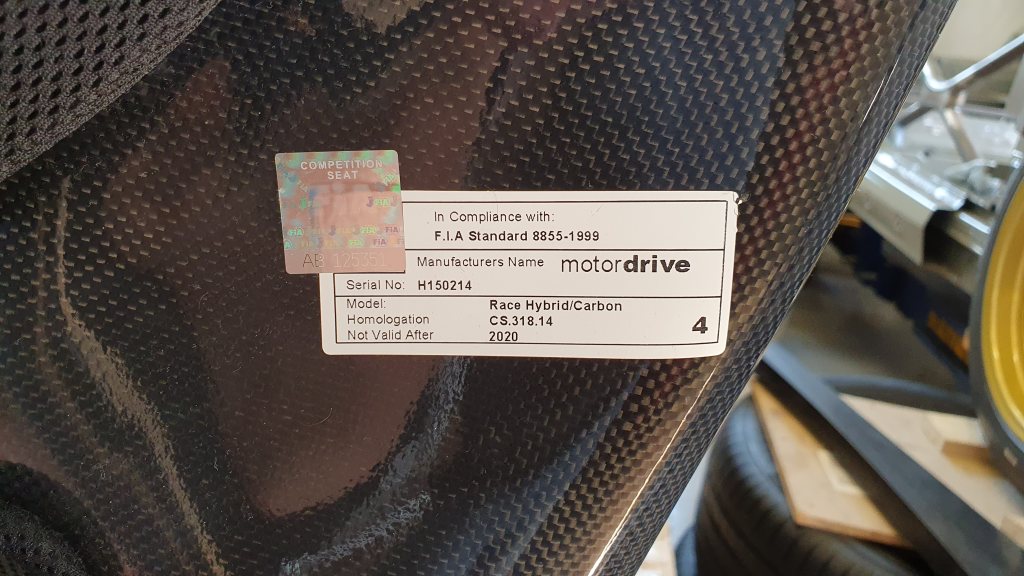 COMPETITION
SEAT
FIA
AB 125351
In Compliance with:
F.I.A Standard 8855-1999
Manufacturers Name motordrive
Serial No: H150214
Model: Race Hybrid/Carbon
Homologation CS.318.14
Not Valid After 2020
4